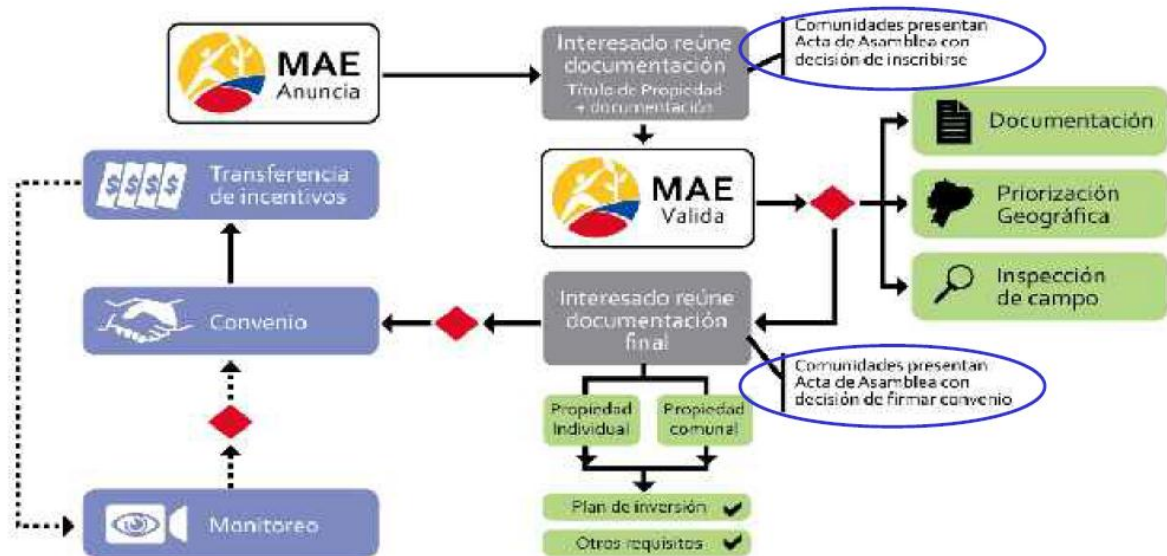 MAE
Anuncia
Interesado reúne
documentación
Título de Propiedad
+ documentación
Comunidades presentan
Acta de Asamblea con
decisión de inscribirse
Transferencia
de incentivos
MAE
Valida
Documentación
Priorización
Geográfica
Inspección
de campo
Convenio
Interesado reúne
documentación
final
Comunidades presentan
Acta de Asamblea con
decisión de firmar convenio
Propiedad
Individual
Propiedad
comunal
Monitoreo
Plan de inversión
Otros requisitos